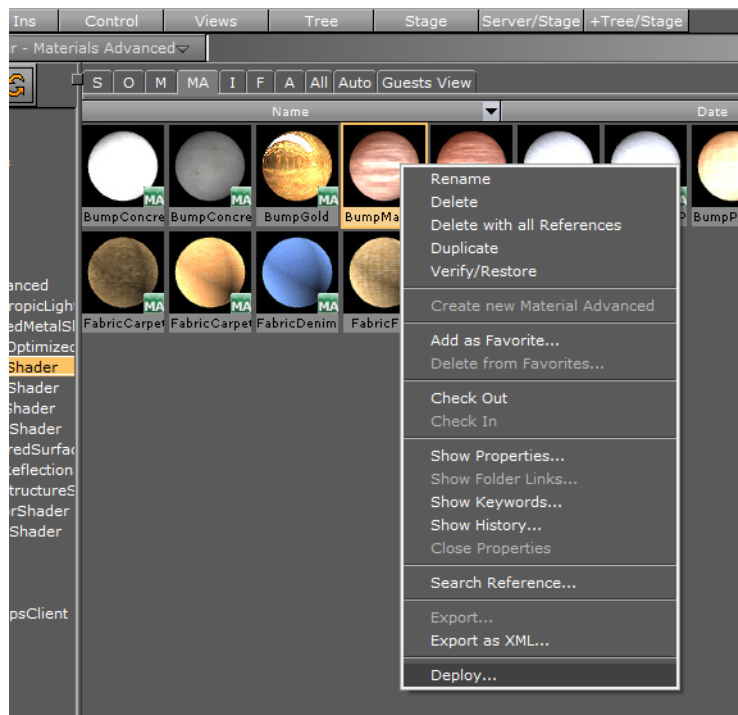 Ins Control Views Tree Stage Server/Stage +Tree/Stage
r - Materials Advanced
S O M MA I F A All Auto Guests View
Name Date
MA MA MA
BumpConcre BumpConcre BumpGold BumpMa BumpP
Rename
Delete
Delete with all References
Duplicate
Verify/Restore
Create new Material Advanced
Add as Favorite...
Delete from Favorites...
Check Out
Check In
Show Properties...
Show Folder Links...
Show Keywords...
Show History...
Close Properties
Search Reference...
Export...
Export as XML...
Deploy...
MA MA MA
FabricCarpet FabricCarpet FabricDenim FabricF
anced
ropicLigh
edMetalSl
Optimized
Shader
Shader
Shader
Shader
redSurfac
Reflection
tructureS
rShader
Shader
psClient